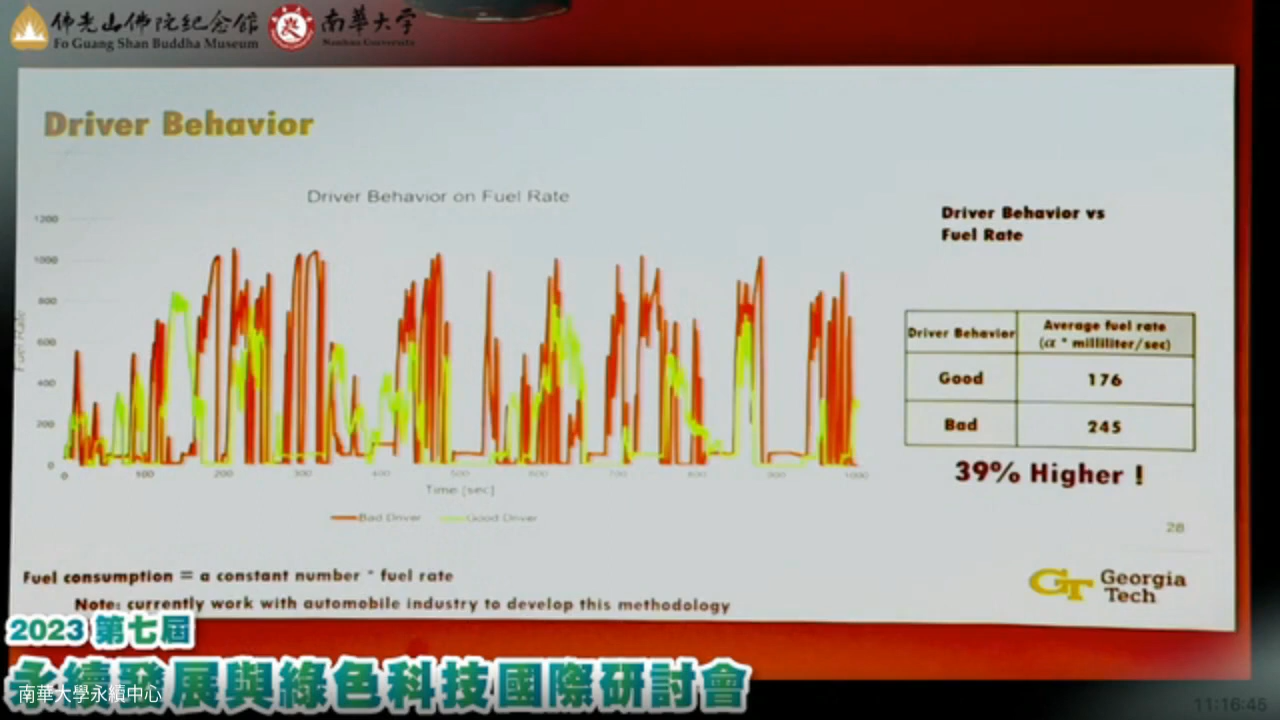 佛光山佛陀紀念館
Fo Guang Shan Buddha Museum
南華大學
Nanhua University
Driver Behavior
Driver Behavior on Fuel Rate
1200
1000
800
600
400
200
0
Fuel Rate
0 100 200 300 400 500 600 700 800 900 1000
Time (sec)
Bad Driver Good Driver
Driver Behavior vs
Fuel Rate
Driver Behavior Average fuel rate
(α * milliliter/sec)
Good 176
Bad 245
39% Higher !
28
Georgia
Tech
Fuel consumption = a constant number * fuel rate
Note: currently work with automobile industry to develop this methodology
2023 第七屆
永續發展與綠色科技國際研討會
南華大學永續中心
11:16:45